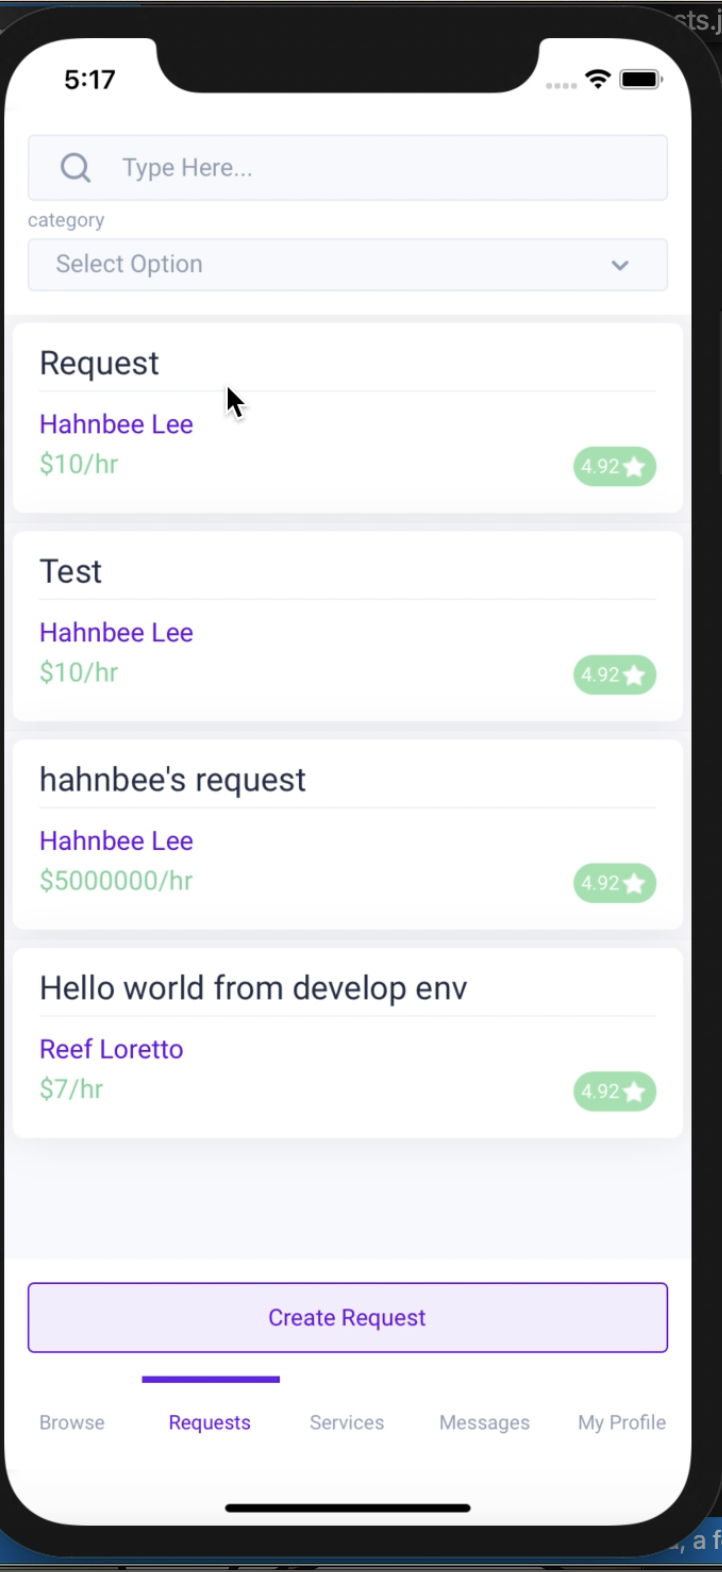 sts.j
5:17
Type Here...
category
Select Option
Request
Hahnbee Lee
$10/hr
4.92
Test
Hahnbee Lee
$10/hr
4.92
hahnbee's request
Hahnbee Lee
$5000000/hr
4.92
Hello world from develop env
Reef Loretto
$7/hr
4.92
Create Request
Browse Requests Services Messages My Profile
, a f